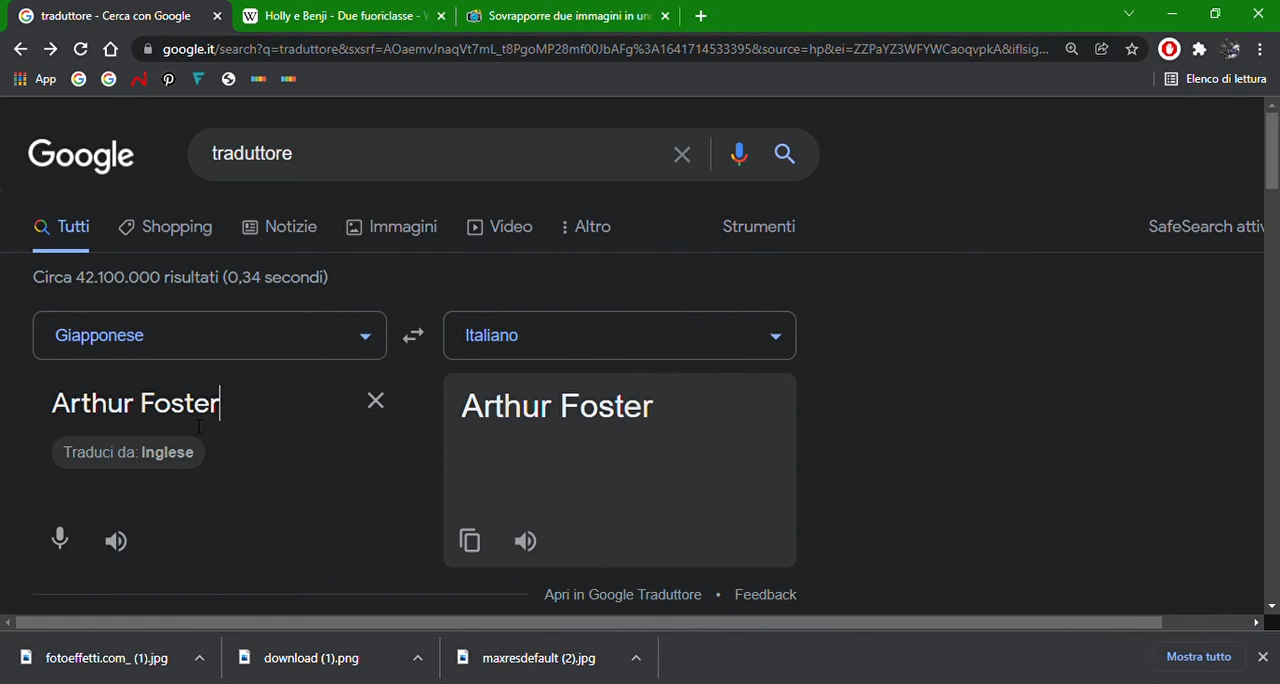 traduttore - Cerca con Google
Holly e Benji - Due fuoriclasse -
Sovrapporre due immagini in un
google.it/search?q=traduttore&sxsrf=AOaemvJnaqVt7mL_t8PgoMP28mf00JbAFg%3A1641714533395&source=hp&ei=ZZPaYZ3WFYWCaoqvpkA&iflsig...
App
Elenco di lettura
Google
traduttore
Tutti
Shopping
Notizie
Immagini
Video
Altro
Strumenti
SafeSearch attiv
Circa 42.100.000 risultati (0,34 secondi)
Giapponese
Italiano
Arthur Foster
Arthur Foster
Traduci da: Inglese
Apri in Google Traduttore • Feedback
fotoeffetti.com_ (1).jpg
download (1).png
maxresdefault (2).jpg
Mostra tutto